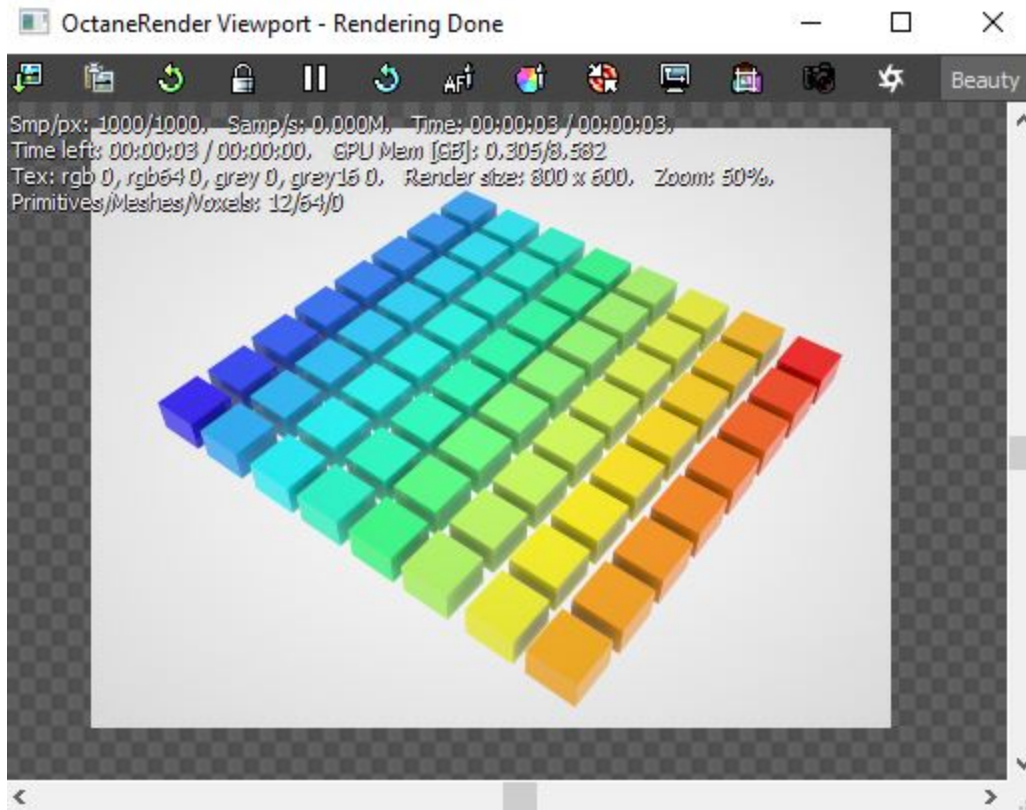 OctaneRender Viewport - Rendering Done
AF
Beauty
Smp/px: 1000/1000, Samp/s: 0.000M, Time: 00:00:03 / 00:00:03,
Time left: 00:00:03 / 00:00:00, GPU Mem [GB]: 0.305/8.582
Tex: rgb 0, rgb64 0, grey 0, grey16 0, Render size: 800 x 600, Zoom: 50%,
Primitives/Meshes/Voxels: 12/64/0